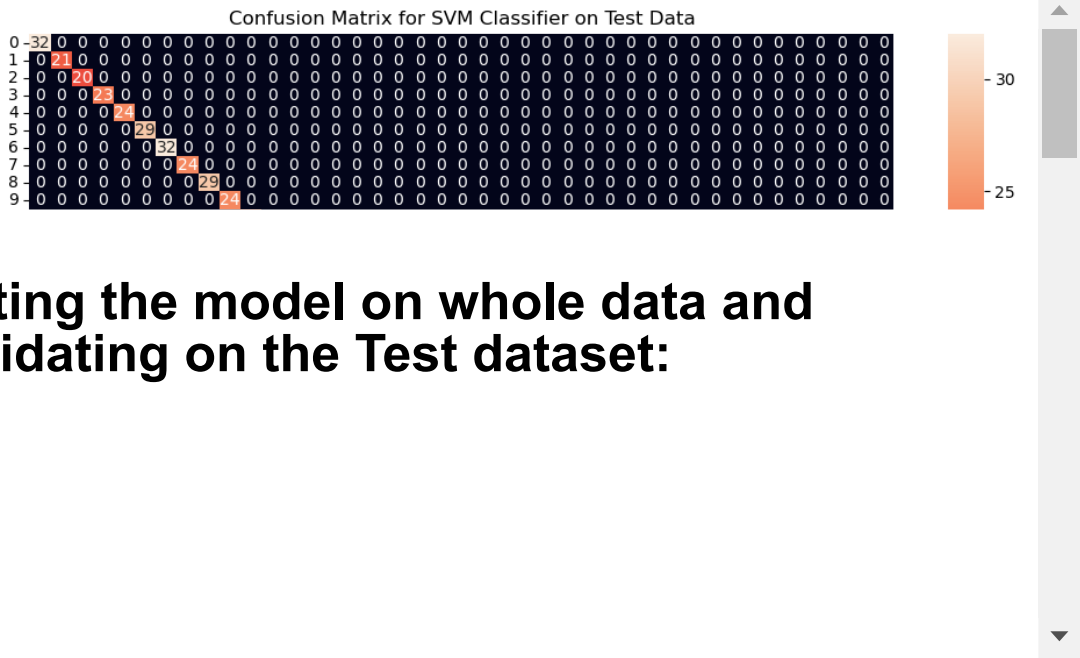 Confusion Matrix for SVM Classifier on Test Data
0 32 0 0 0 0 0 0 0 0 0 0 0 0 0 0 0 0 0 0 0 0 0 0 0 0 0 0 0 0 0 0 0 0 0 0 0 0 0 0 0 0
1 0 21 0 0 0 0 0 0 0 0 0 0 0 0 0 0 0 0 0 0 0 0 0 0 0 0 0 0 0 0 0 0 0 0 0 0 0 0 0 0 0
2 0 0 20 0 0 0 0 0 0 0 0 0 0 0 0 0 0 0 0 0 0 0 0 0 0 0 0 0 0 0 0 0 0 0 0 0 0 0 0 0 0
3 0 0 0 23 0 0 0 0 0 0 0 0 0 0 0 0 0 0 0 0 0 0 0 0 0 0 0 0 0 0 0 0 0 0 0 0 0 0 0 0 0
4 0 0 0 0 24 0 0 0 0 0 0 0 0 0 0 0 0 0 0 0 0 0 0 0 0 0 0 0 0 0 0 0 0 0 0 0 0 0 0 0 0
5 0 0 0 0 0 29 0 0 0 0 0 0 0 0 0 0 0 0 0 0 0 0 0 0 0 0 0 0 0 0 0 0 0 0 0 0 0 0 0 0 0
6 0 0 0 0 0 0 32 0 0 0 0 0 0 0 0 0 0 0 0 0 0 0 0 0 0 0 0 0 0 0 0 0 0 0 0 0 0 0 0 0 0
7 0 0 0 0 0 0 0 24 0 0 0 0 0 0 0 0 0 0 0 0 0 0 0 0 0 0 0 0 0 0 0 0 0 0 0 0 0 0 0 0 0
8 0 0 0 0 0 0 0 0 29 0 0 0 0 0 0 0 0 0 0 0 0 0 0 0 0 0 0 0 0 0 0 0 0 0 0 0 0 0 0 0 0
9 0 0 0 0 0 0 0 0 0 24 0 0 0 0 0 0 0 0 0 0 0 0 0 0 0 0 0 0 0 0 0 0 0 0 0 0 0 0 0 0 0
30
25
ting the model on whole data and
idating on the Test dataset: